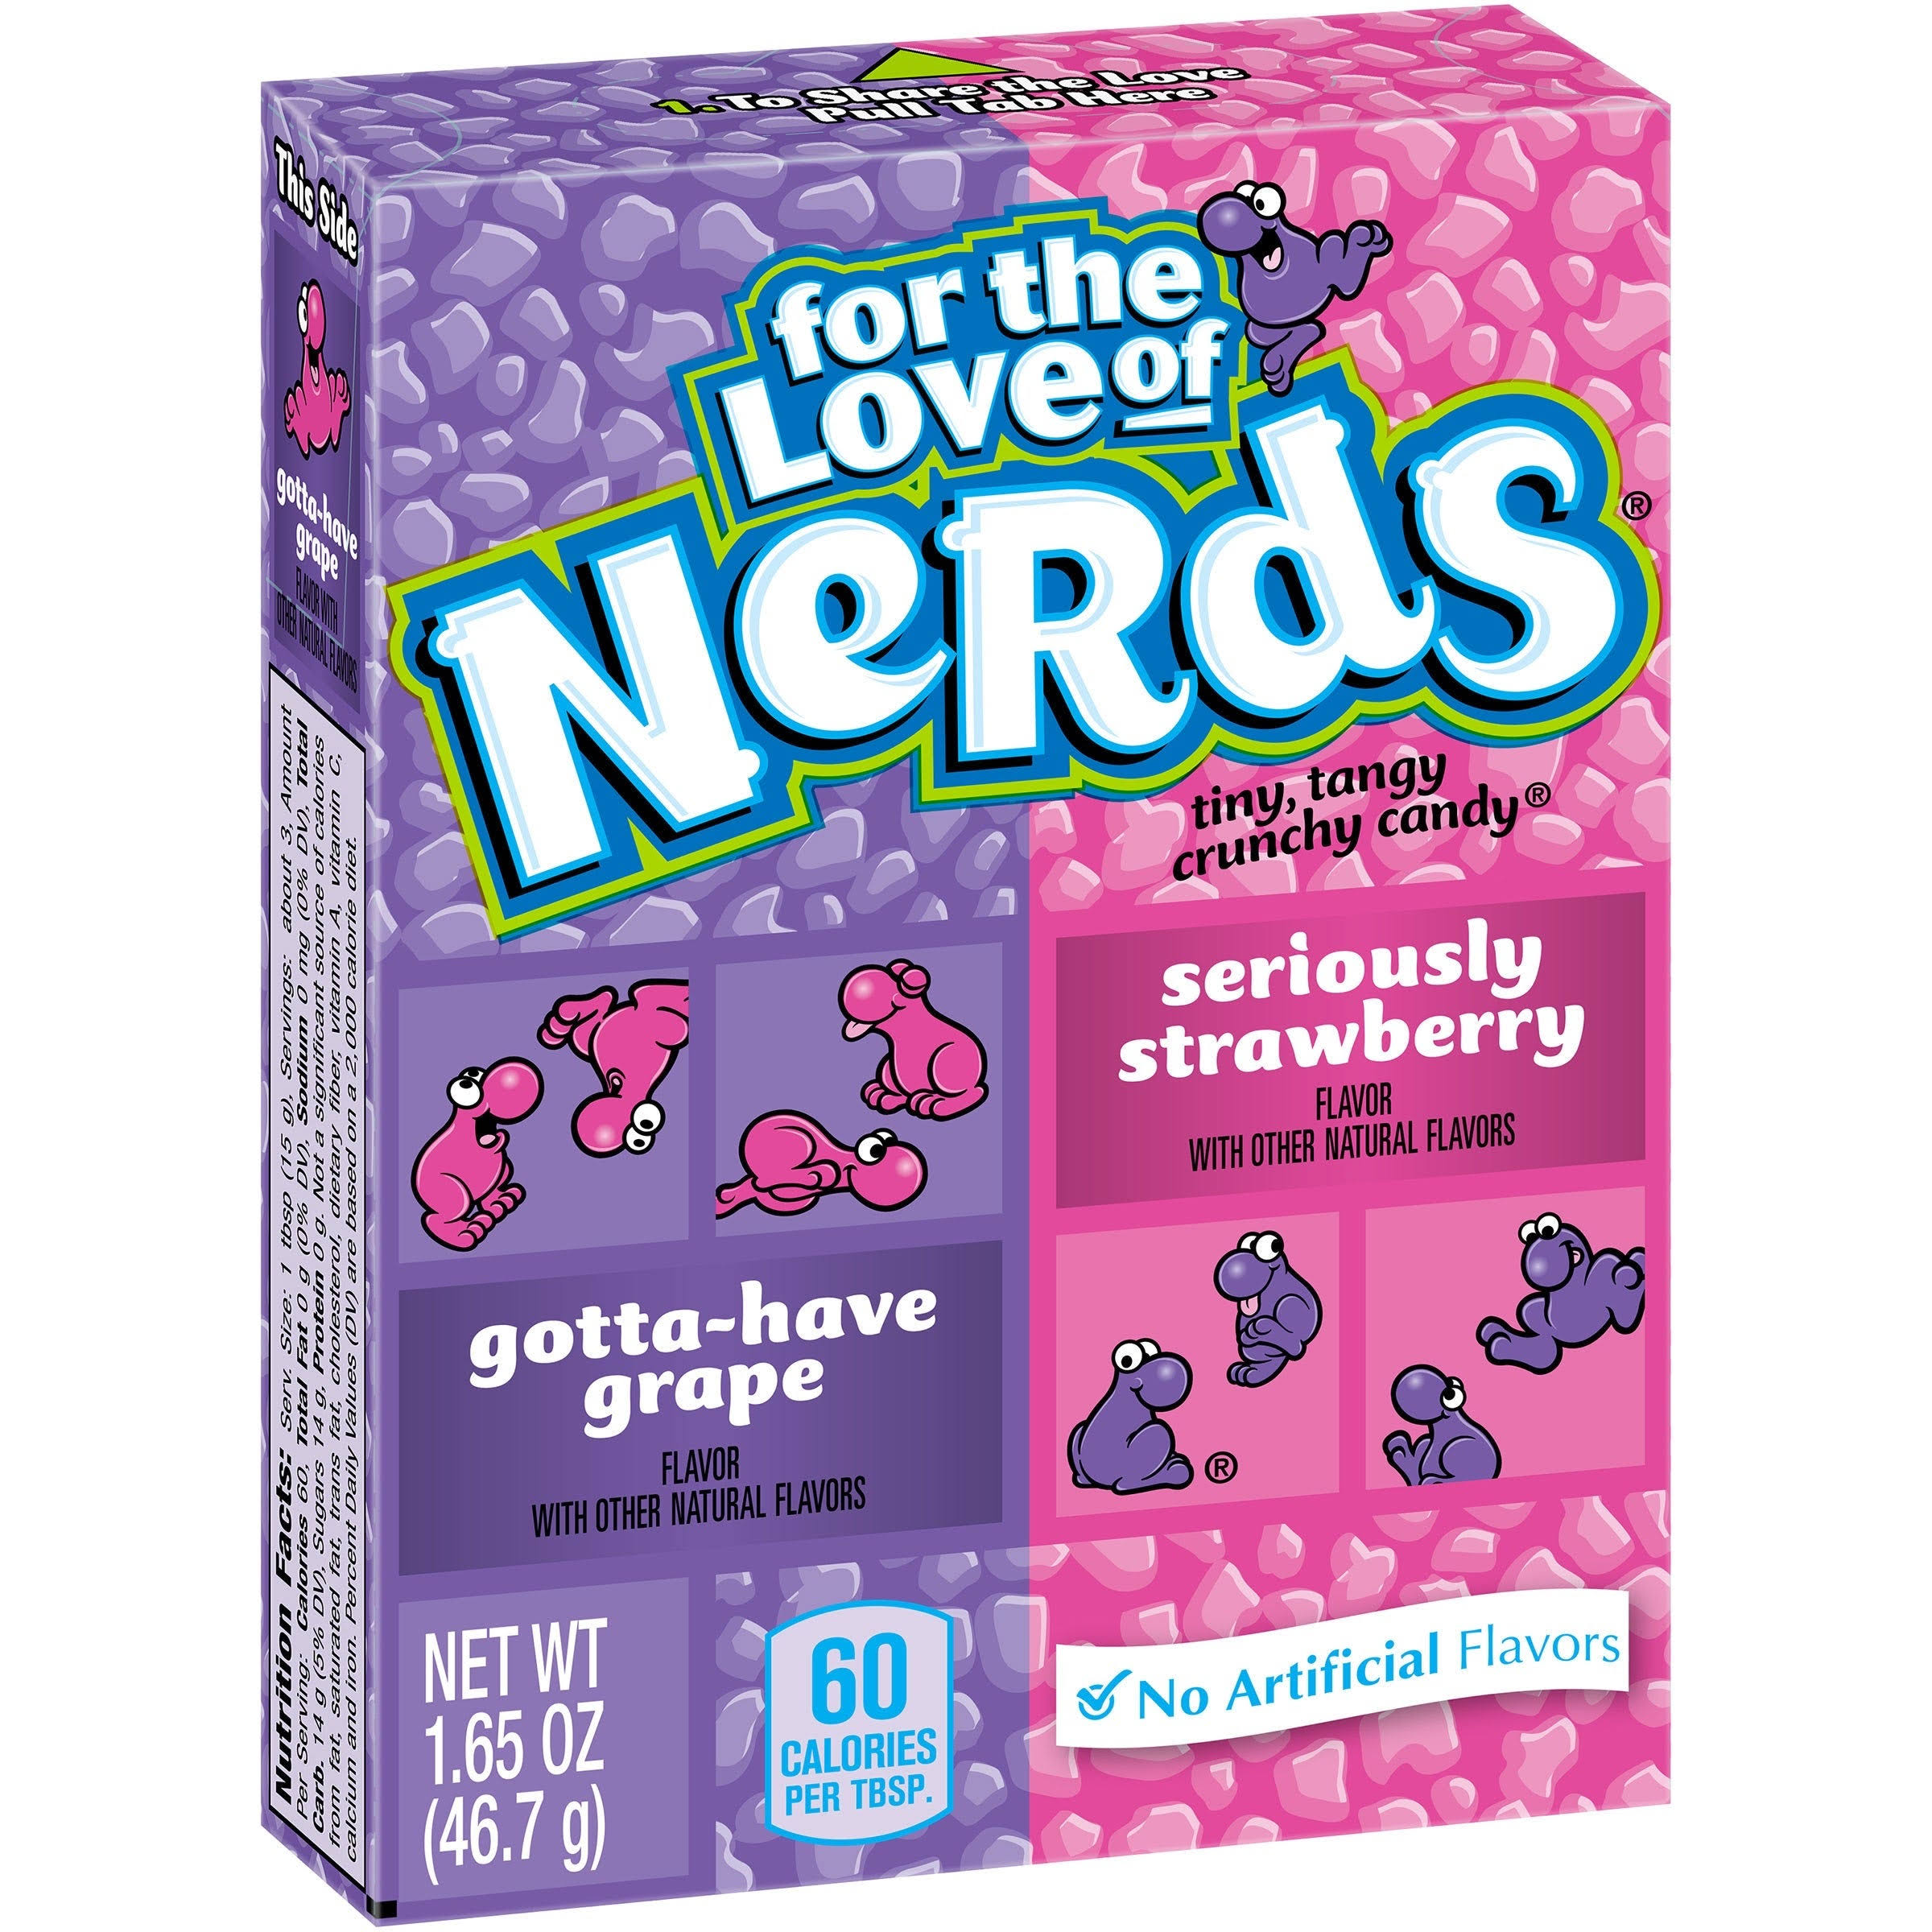 1. To Share the Love
Pull Tab Here
This Side
gotta-have
grape
FLAVOR WITH
OTHER NATURAL FLAVORS
Nutrition Facts: Serv. Size: 1 tbsp (15 g), Servings: about 3, Amount
Per Serving: Calories 60, Total Fat 0 g (0% DV), Sodium 0 mg (0% DV), Total
Carb. 14 g (5% DV), Sugars 14 g, Protein 0 g. Not a significant source of calories
from fat, saturated fat, trans fat, cholesterol, dietary fiber, vitamin A, vitamin C,
calcium and iron. Percent Daily Values (DV) are based on a 2,000 calorie diet.
for the
Love of
NeRds®
tiny, tangy
crunchy candy®
seriously
strawberry
FLAVOR
WITH OTHER NATURAL FLAVORS
gotta-have
grape
FLAVOR
WITH OTHER NATURAL FLAVORS
®
NET WT
1.65 OZ
(46.7 g)
60
CALORIES
PER TBSP.
No Artificial Flavors